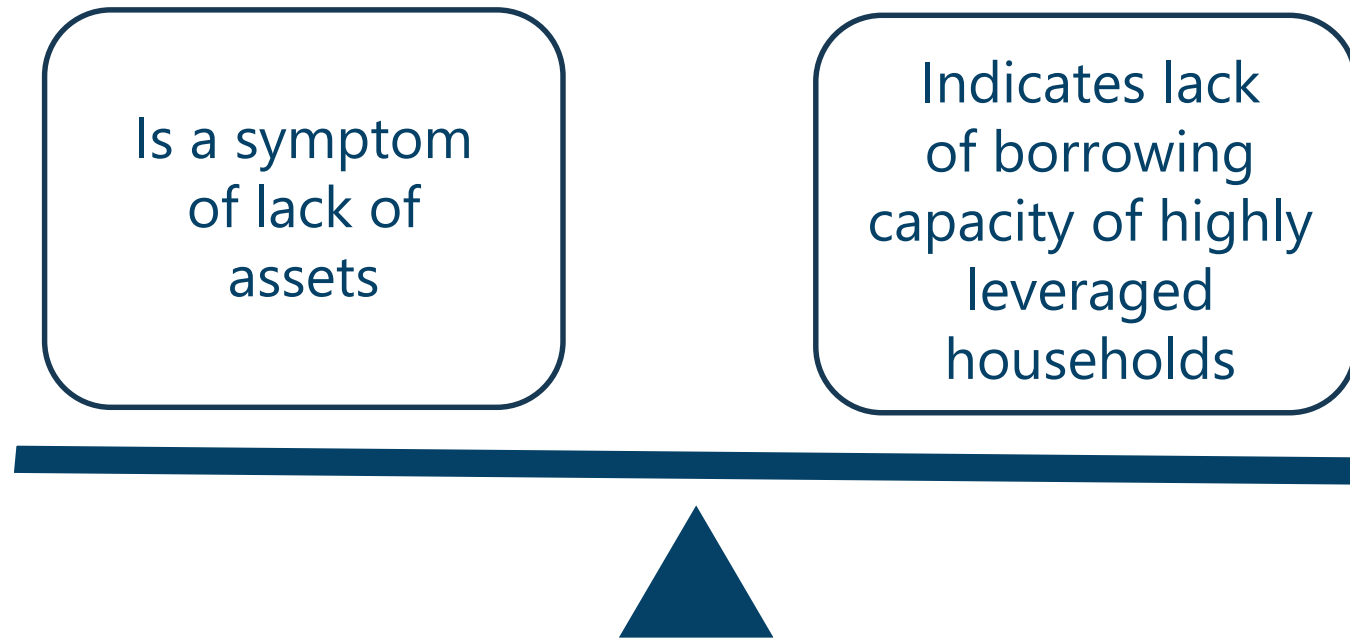 Is a symptom
of lack of
assets
Indicates lack
of borrowing
capacity of highly
leveraged
households